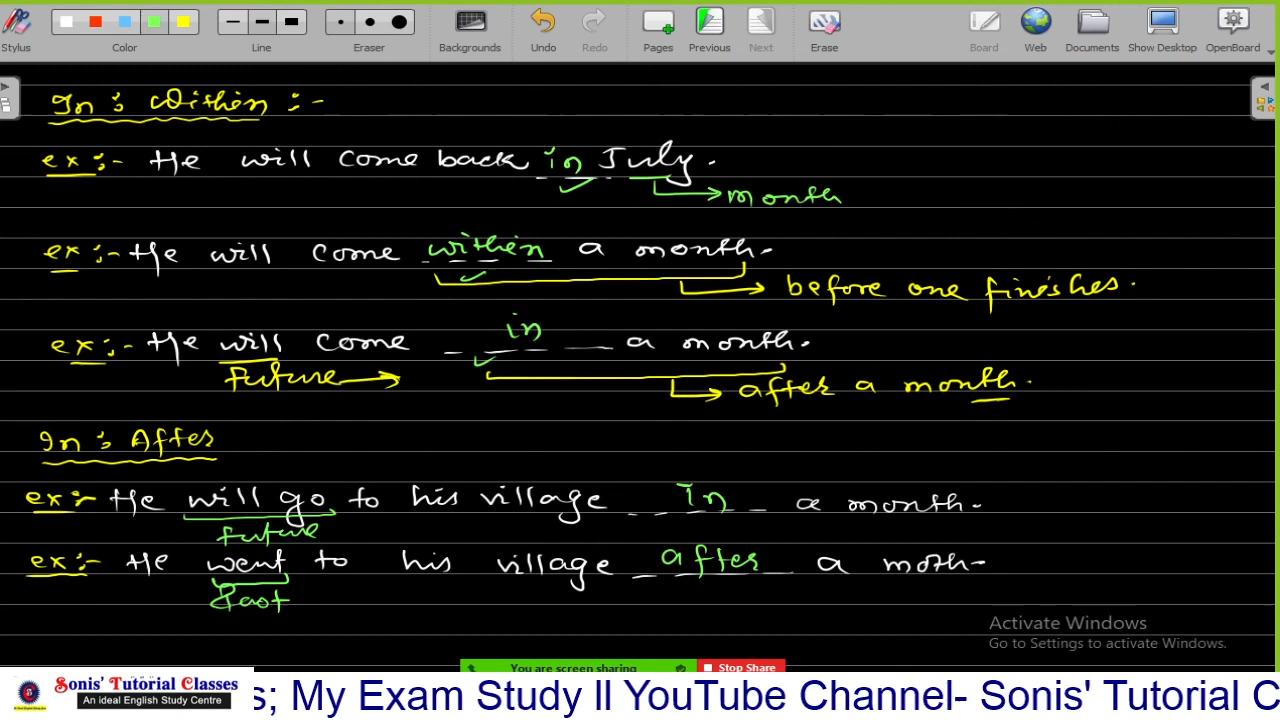 Stylus Color Line Eraser Backgrounds Undo Redo Pages Previous Next Erase Board Web Documents Show Desktop OpenBoard
In : Within :-
ex :- He will come back in July.
month
ex :- He will come within a month.
before one finishes.
ex :- He will come in a month.
Future
after a month.
In : After
ex :- He will go to his village in a month.
future
ex :- He went to his village after a moth.
Past
Activate Windows
Go to Settings to activate Windows.
You are screen sharing Stop Share
Sonis' Tutorial Classes
An ideal English Study Centre
s; My Exam Study ll YouTube Channel- Sonis' Tutorial C